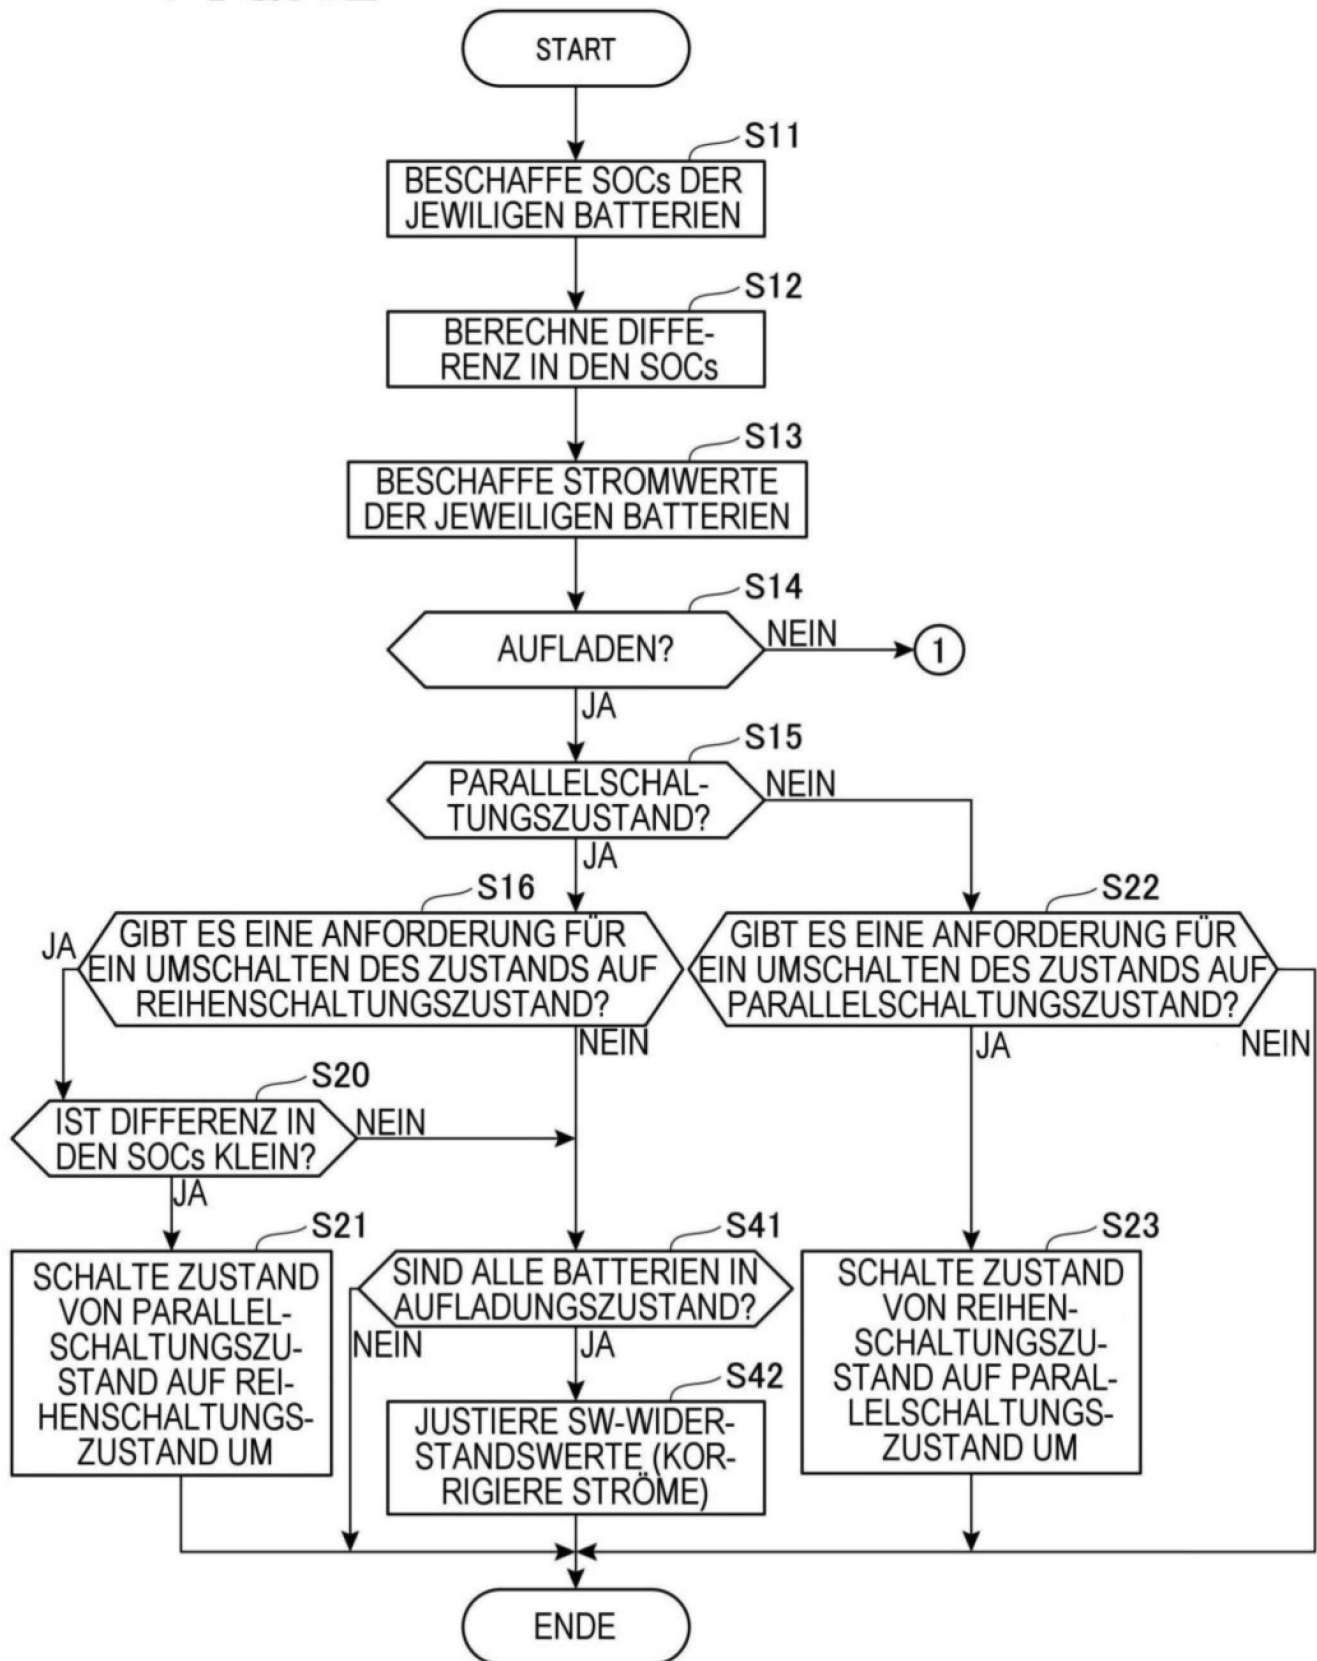 START
S11
BESCHAFFE SOCs DER
JEWILIGEN BATTERIEN
S12
BERECHNE DIFFE-
RENZ IN DEN SOCs
S13
BESCHAFFE STROMWERTE
DER JEWEILIGEN BATTERIEN
S14
AUFLADEN?
NEIN
1
JA
S15
PARALLELSCHAL-
TUNGSZUSTAND?
NEIN
JA
S16
JA
GIBT ES EINE ANFORDERUNG FÜR
EIN UMSCHALTEN DES ZUSTANDS AUF
REIHENSCHALTUNGSZUSTAND?
NEIN
S22
GIBT ES EINE ANFORDERUNG FÜR
EIN UMSCHALTEN DES ZUSTANDS AUF
PARALLELSCHALTUNGSZUSTAND?
JA
NEIN
S20
IST DIFFERENZ IN
DEN SOCs KLEIN?
NEIN
JA
S21
SCHALTE ZUSTAND
VON PARALLEL-
SCHALTUNGSZU-
STAND AUF REI-
HENSCHALTUNGS-
ZUSTAND UM
S41
SIND ALLE BATTERIEN IN
AUFLADUNGSZUSTAND?
NEIN
JA
S42
JUSTIERE SW-WIDER-
STANDSWERTE (KOR-
RIGIERE STRÖME)
S23
SCHALTE ZUSTAND
VON REIHEN-
SCHALTUNGSZU-
STAND AUF PARAL-
LELSCHALTUNGS-
ZUSTAND UM
ENDE